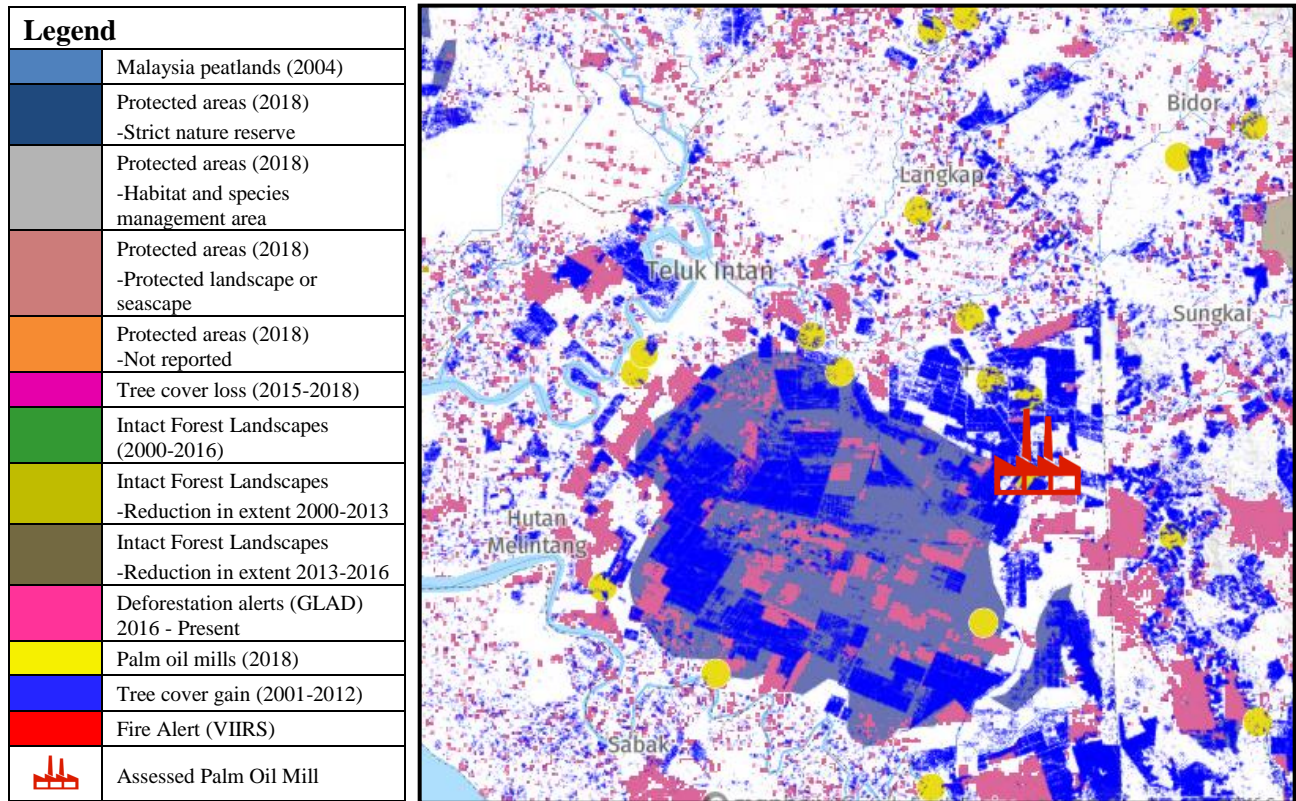 Legend
Malaysia peatlands (2004)
Protected areas (2018)
-Strict nature reserve
Protected areas (2018)
-Habitat and species
management area
Protected areas (2018)
-Protected landscape or
seascape
Protected areas (2018)
-Not reported
Tree cover loss (2015-2018)
Intact Forest Landscapes
(2000-2016)
Intact Forest Landscapes
-Reduction in extent 2000-2013
Intact Forest Landscapes
-Reduction in extent 2013-2016
Deforestation alerts (GLAD)
2016 - Present
Palm oil mills (2018)
Tree cover gain (2001-2012)
Fire Alert (VIIRS)
Assessed Palm Oil Mill
Bidor
Langkap
Teluk Intan
Sungkai
Hutan
Melintang
Sabak